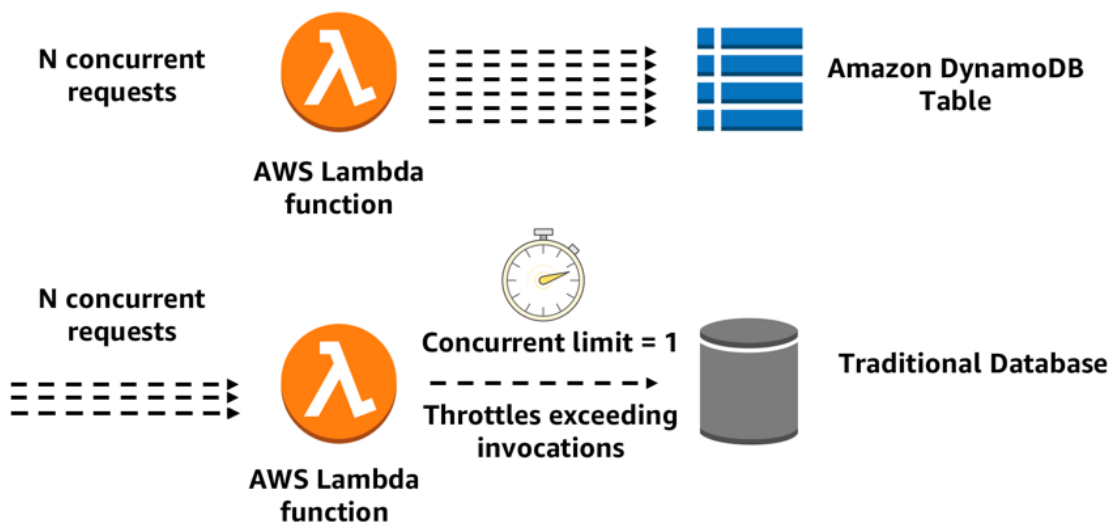 N concurrent
requests
AWS Lambda
function
Amazon DynamoDB
Table
N concurrent
requests
AWS Lambda
function
Concurrent limit = 1
Throttles exceeding
invocations
Traditional Database